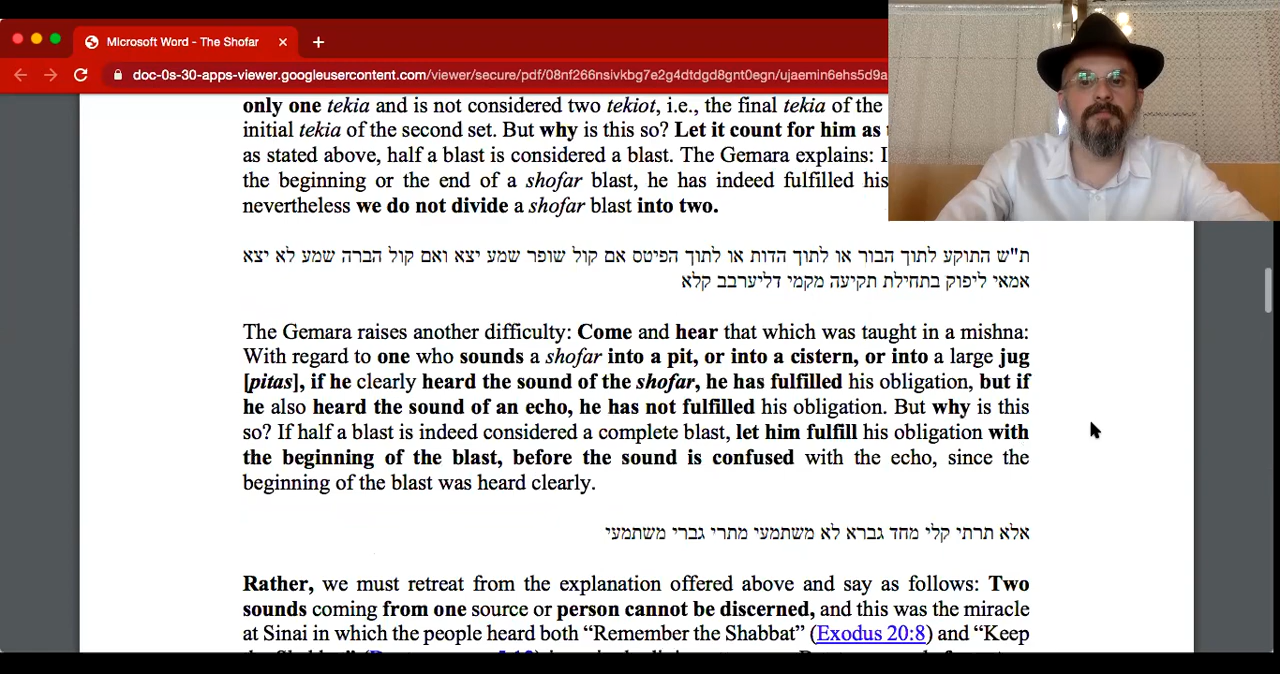 Microsoft Word - The Shofar
doc-0s-30-apps-viewer.googleusercontent.com/viewer/secure/pdf/08nf266nsivkbg7e2g4dtdgd8gnt0egn/ujaemin6ehs5d9a
only one tekia and is not considered two tekiot, i.e., the final tekia of the
initial tekia of the second set. But why is this so? Let it count for him as
as stated above, half a blast is considered a blast. The Gemara explains:
the beginning or the end of a shofar blast, he has indeed fulfilled his
nevertheless we do not divide a shofar blast into two.
ת"ש התוקע לתוך הבור או לתוך הדות או לתוך הפיטס אם קול שופר שמע יצא ואם קול הברה שמע לא יצא
אמאי ליפוק בתחילת תקיעה מקמי דליערבב קלא
The Gemara raises another difficulty: Come and hear that which was taught in a mishna:
With regard to one who sounds a shofar into a pit, or into a cistern, or into a large jug
[pitas], if he clearly heard the sound of the shofar, he has fulfilled his obligation, but if
he also heard the sound of an echo, he has not fulfilled his obligation. But why is this
so? If half a blast is indeed considered a complete blast, let him fulfill his obligation with
the beginning of the blast, before the sound is confused with the echo, since the
beginning of the blast was heard clearly.
אלא תרתי קלי מחד גברא לא משתמעי מתרי גברי משתמעי
Rather, we must retreat from the explanation offered above and say as follows: Two
sounds coming from one source or person cannot be discerned, and this was the miracle
at Sinai in which the people heard both “Remember the Shabbat” (Exodus 20:8) and “Keep